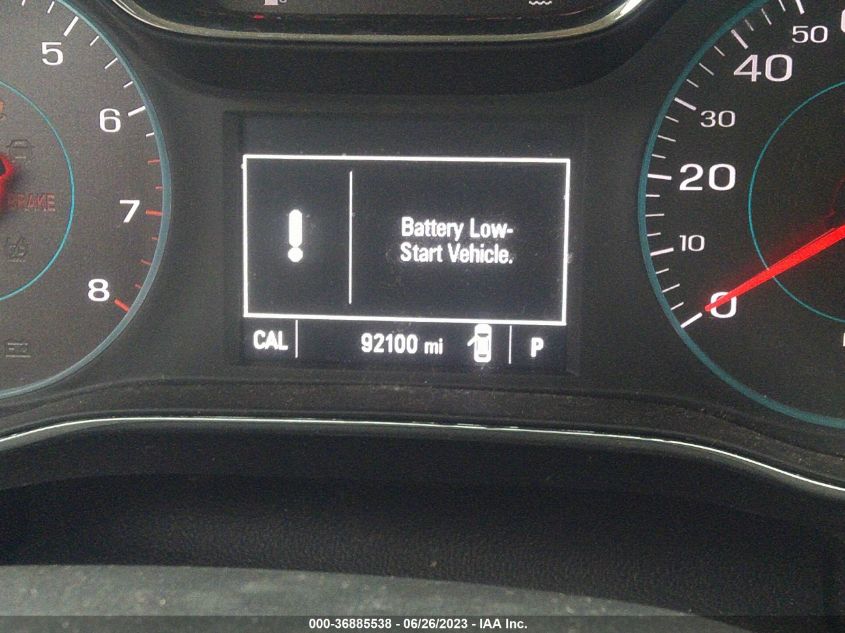 5
6
7
8
BRAKE
Battery Low-
Start Vehicle.
CAL
92100 mi
P
50
40
30
20
10
0
000-36885538 - 06/26/2023 - IAA Inc.